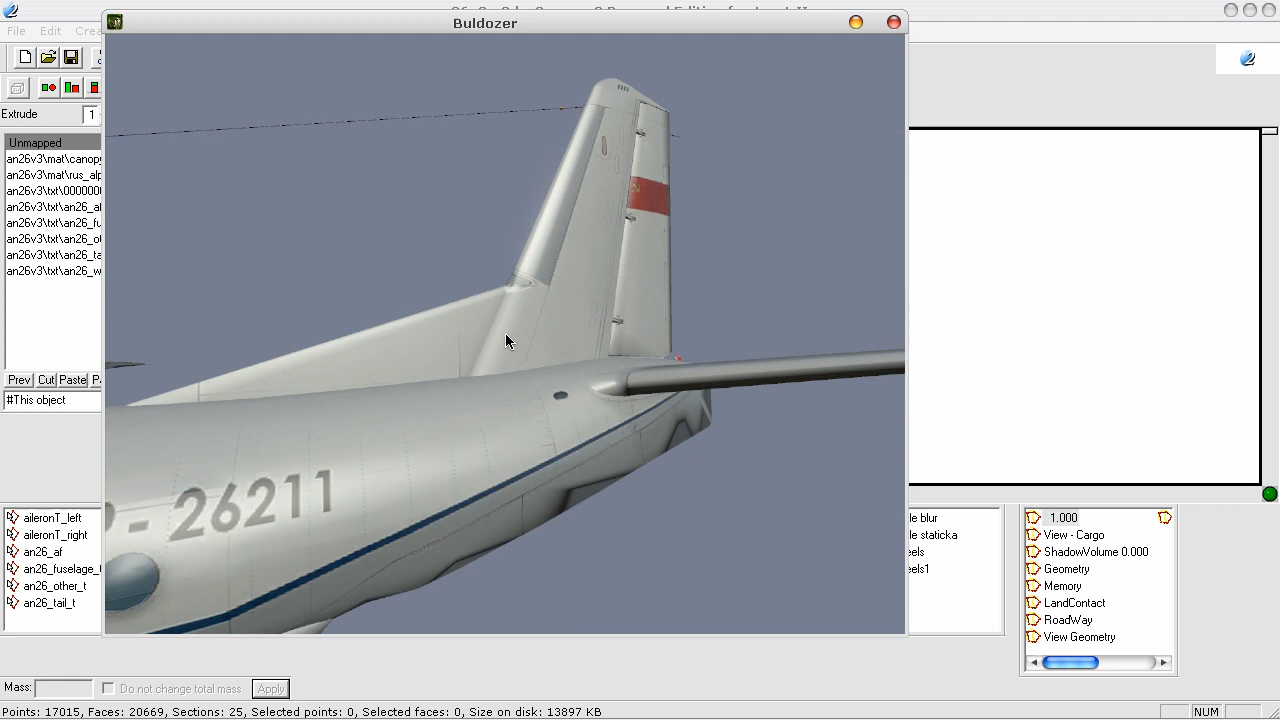 Buldozer
File Edit
Extrude 1
Unmapped
an26v3\mat\canop
an26v3\mat\rus_al
an26v3\txt\000000
an26v3\txt\an26_a
an26v3\txt\an26_fu
an26v3\txt\an26_o
an26v3\txt\an26_ta
an26v3\txt\an26_w
Prev Cut Paste
#This object
- 26211
aileronT_left
aileronT_right
an26_af
an26_fuselage_
an26_other_t
an26_tail_t
le blur
le staticka
eels
eels1
1.000
View - Cargo
ShadowVolume 0.000
Geometry
Memory
LandContact
RoadWay
View Geometry
Mass:
Do not change total mass
Apply
Points: 17015, Faces: 20669, Sections: 25, Selected points: 0, Selected faces: 0, Size on disk: 13897 KB
NUM